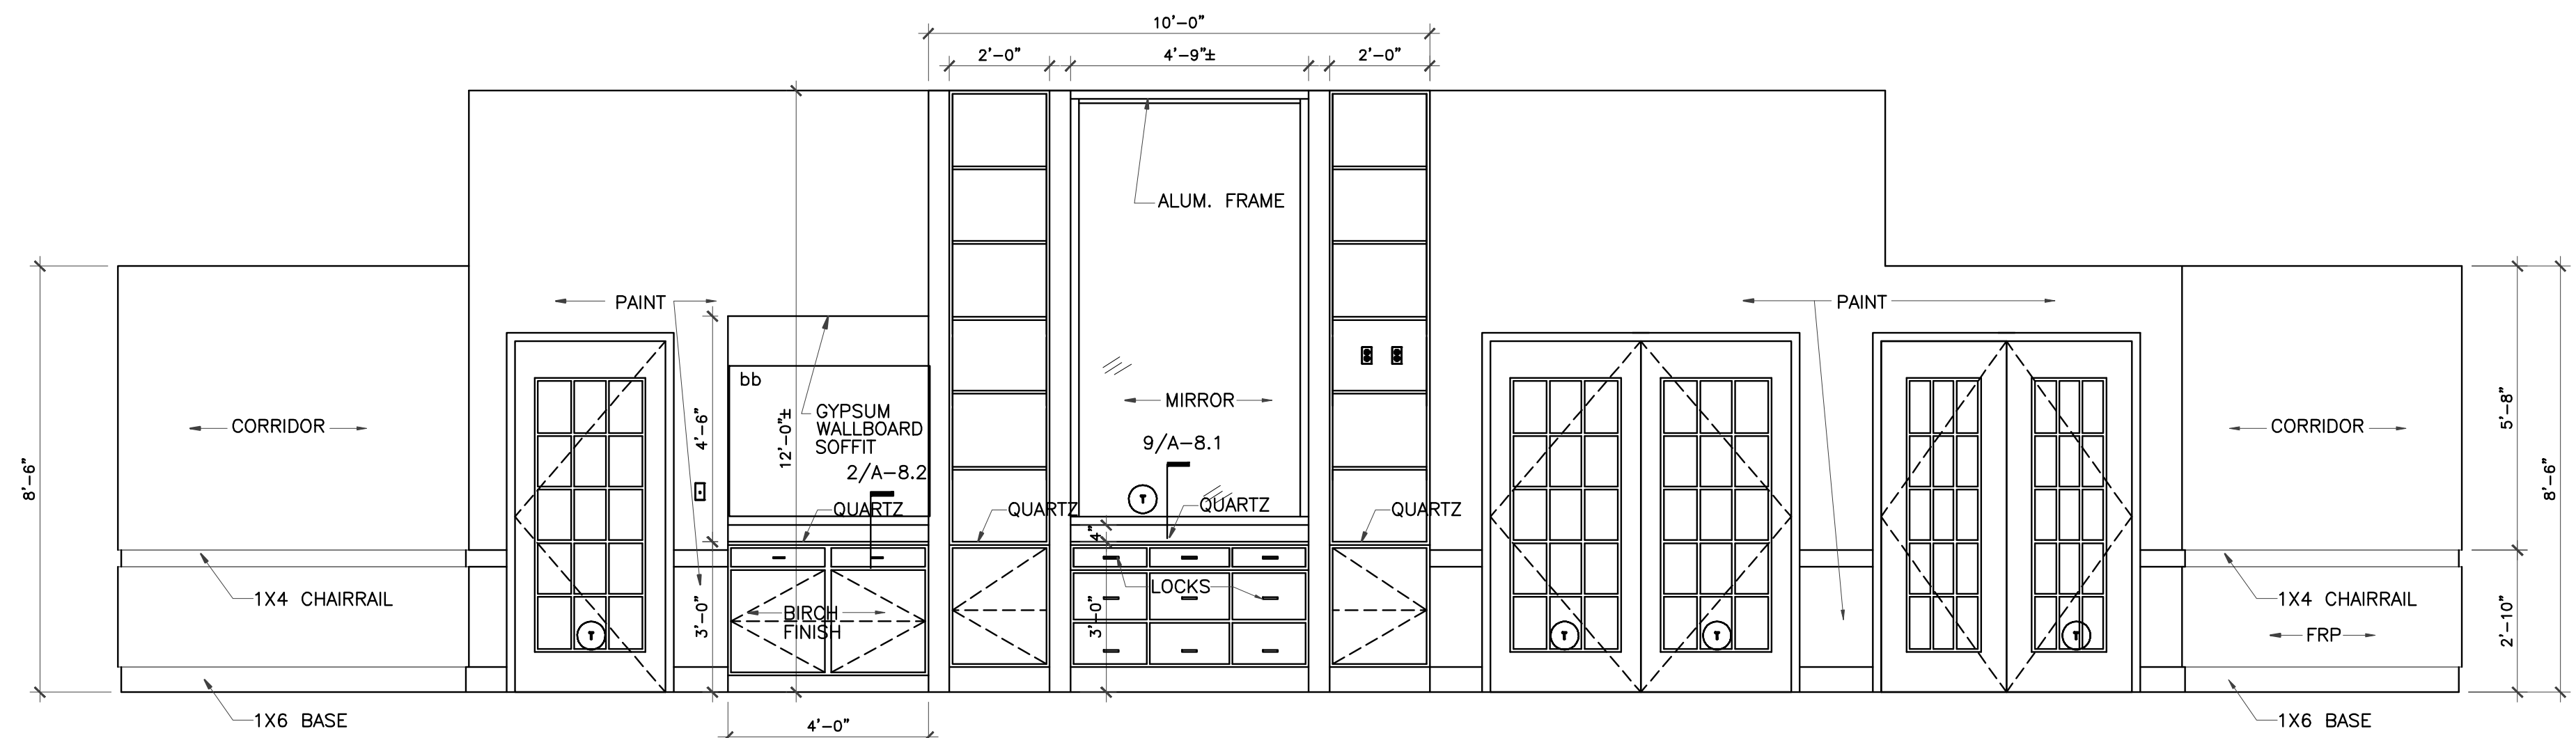 10'-0"
2'-0"
4'-9"±
2'-0"
ALUM. FRAME
PAINT
PAINT
bb
GYPSUM
WALLBOARD
SOFFIT
2/A-8.2
12'-0"±
4'-6"
8'-6"
CORRIDOR
MIRROR
9/A-8.1
T
CORRIDOR
5'-8"
8'-6"
QUARTZ
QUARTZ
QUARTZ
QUARTZ
4"
LOCKS
1X4 CHAIRRAIL
3'-0"
BIRCH
FINISH
3'-0"
1X4 CHAIRRAIL
2'-10"
T
T
T
T
FRP
1X6 BASE
4'-0"
1X6 BASE